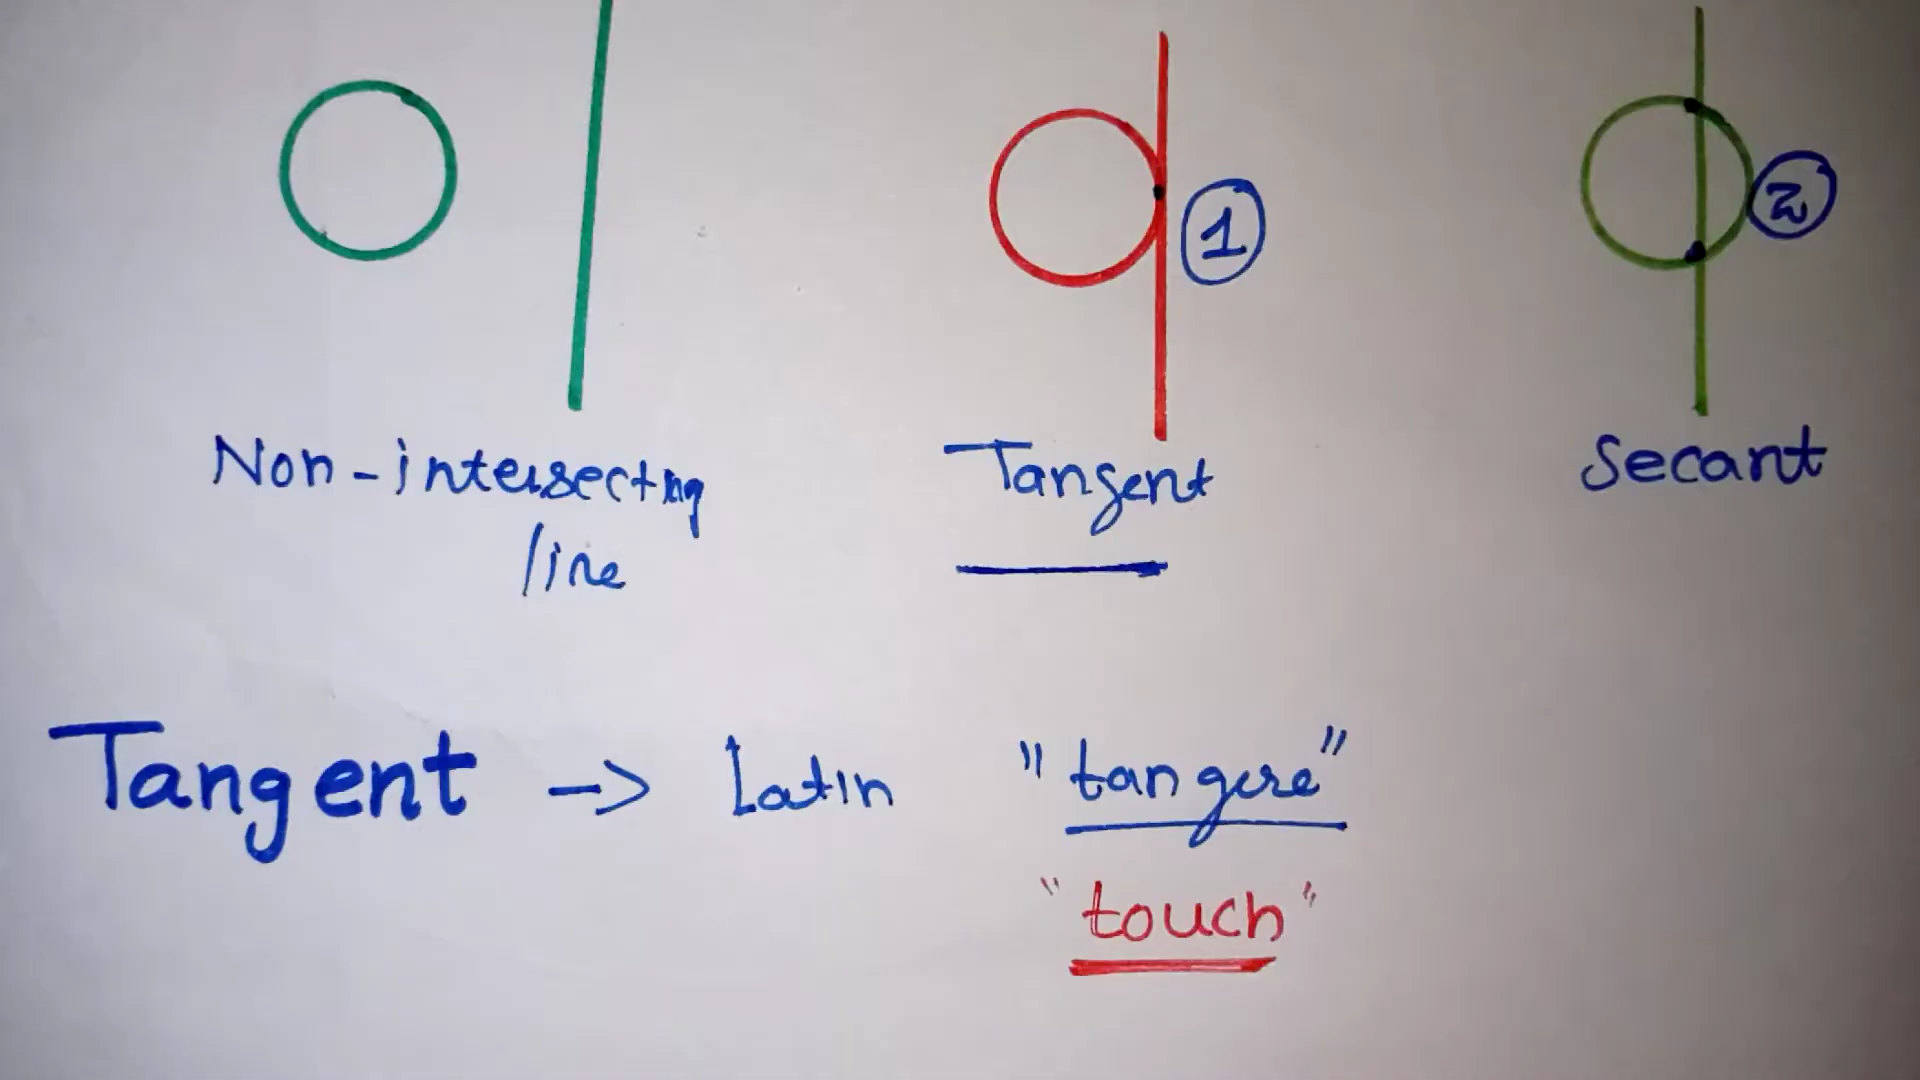 1
2
Non-intersecting
line
Tangent
Secant
Tangent -> Latin "tangere"
"touch"